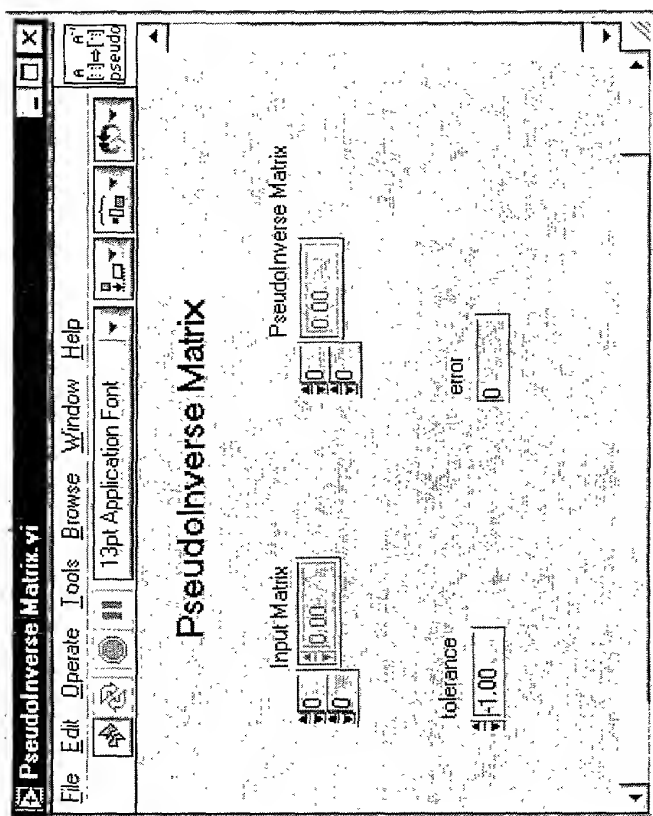 PseudoInverse Matrix.vi
File Edit Operate Tools Browse Window Help
13pt Application Font
A A⁻¹
[:]⇒[:]
pseudo
PseudoInverse Matrix
Input Matrix
0
0
0.00
PseudoInverse Matrix
0
0
0.00
tolerance
-1.00
error
0